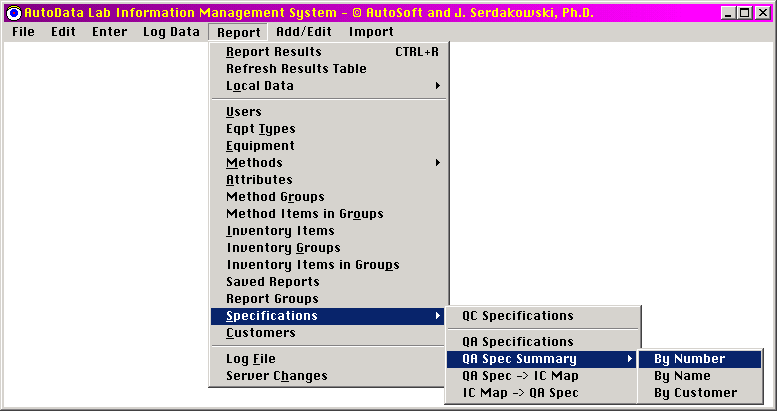 AutoData Lab Information Management System - © AutoSoft and J. Serdakowski, Ph.D.
File Edit Enter Log Data Report Add/Edit Import
Report Results CTRL+R
Refresh Results Table
Local Data
Users
Eqpt Types
Equipment
Methods
Attributes
Method Groups
Method Items in Groups
Inventory Items
Inventory Groups
Inventory Items in Groups
Saved Reports
Report Groups
Specifications
Customers
Log File
Server Changes
QC Specifications
QA Specifications
QA Spec Summary
QA Spec -> IC Map
IC Map -> QA Spec
By Number
By Name
By Customer